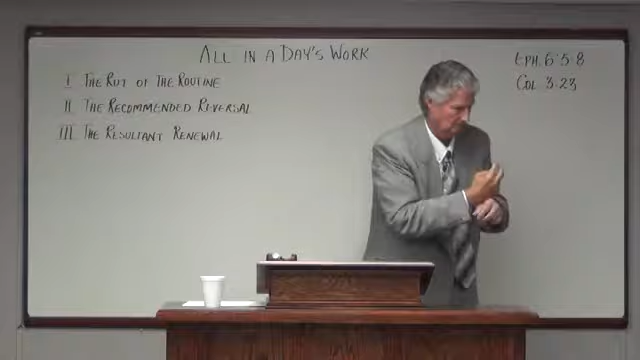 ALL IN A DAY'S WORK
EPH. 6:5-8
COL 3:23
I THE RUT OF THE ROUTINE
II THE RECOMMENDED REVERSAL
III THE RESULTANT RENEWAL